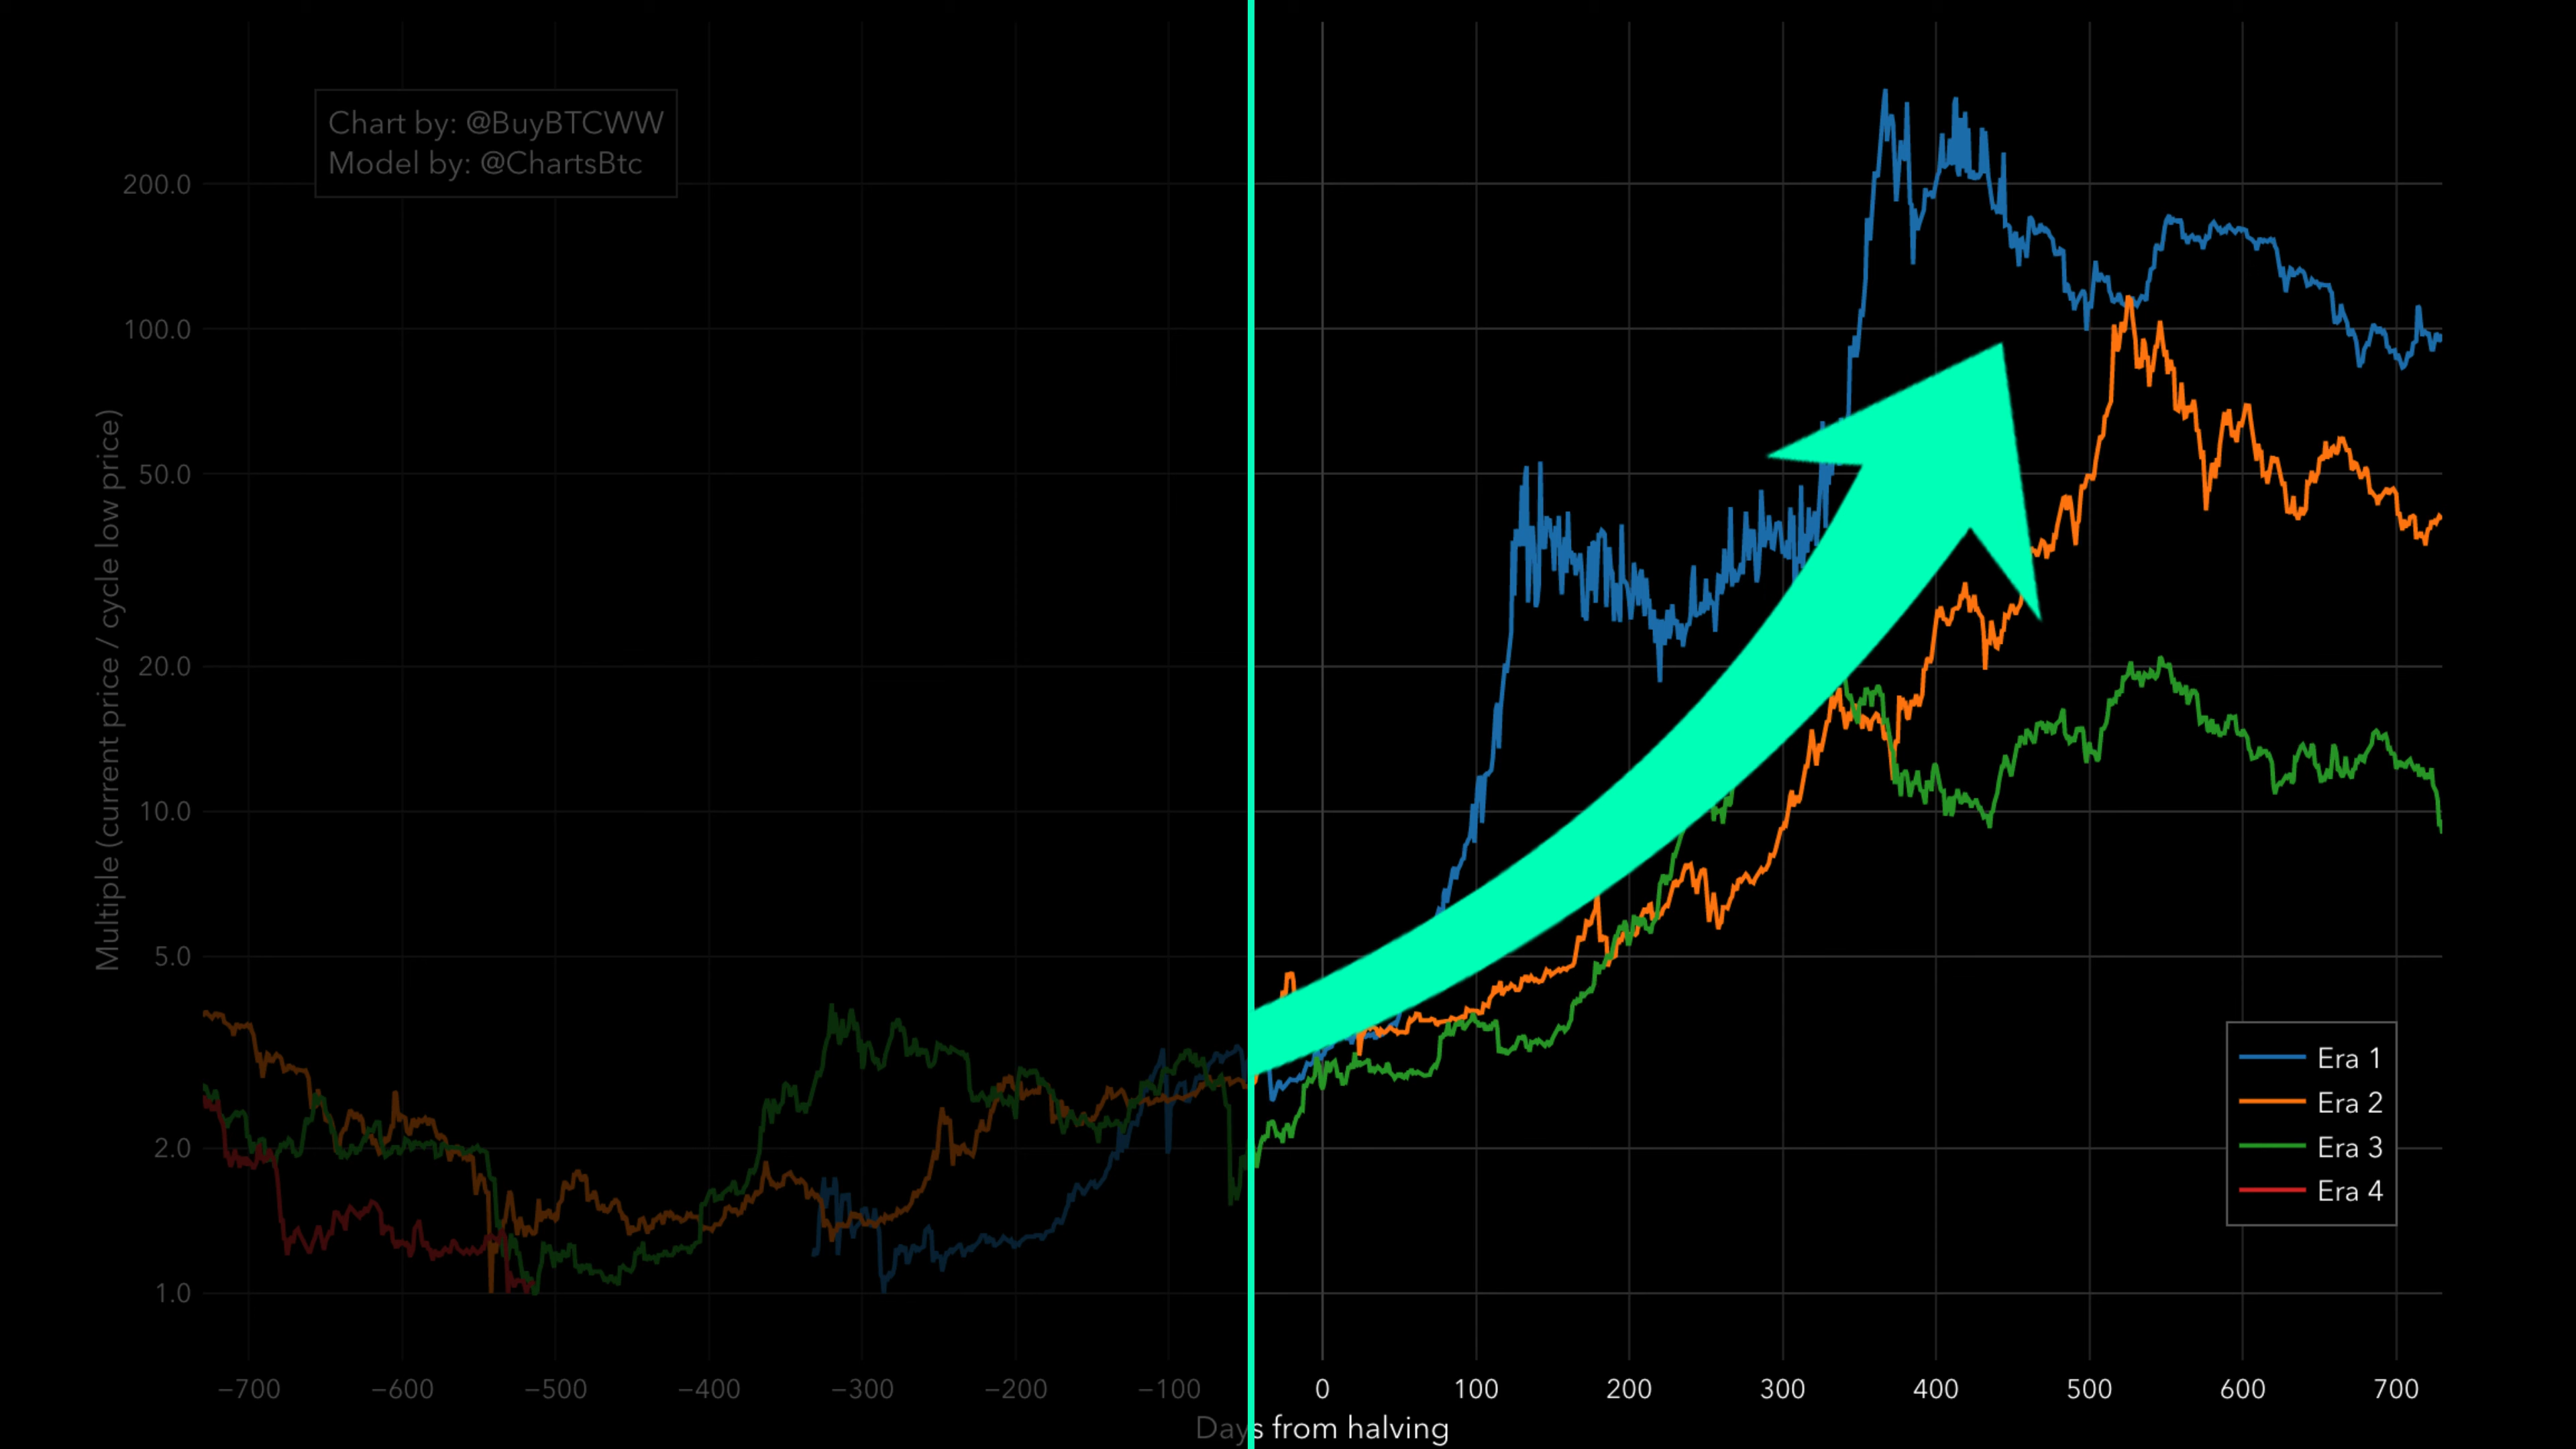 Chart by: @BuyBTCWW
Model by: @ChartsBtc
Multiple (current price / cycle low price)
200.0
100.0
50.0
20.0
10.0
5.0
2.0
1.0
−700 −600 −500 −400 −300 −200 −100 0 100 200 300 400 500 600 700
Days from halving
Era 1
Era 2
Era 3
Era 4